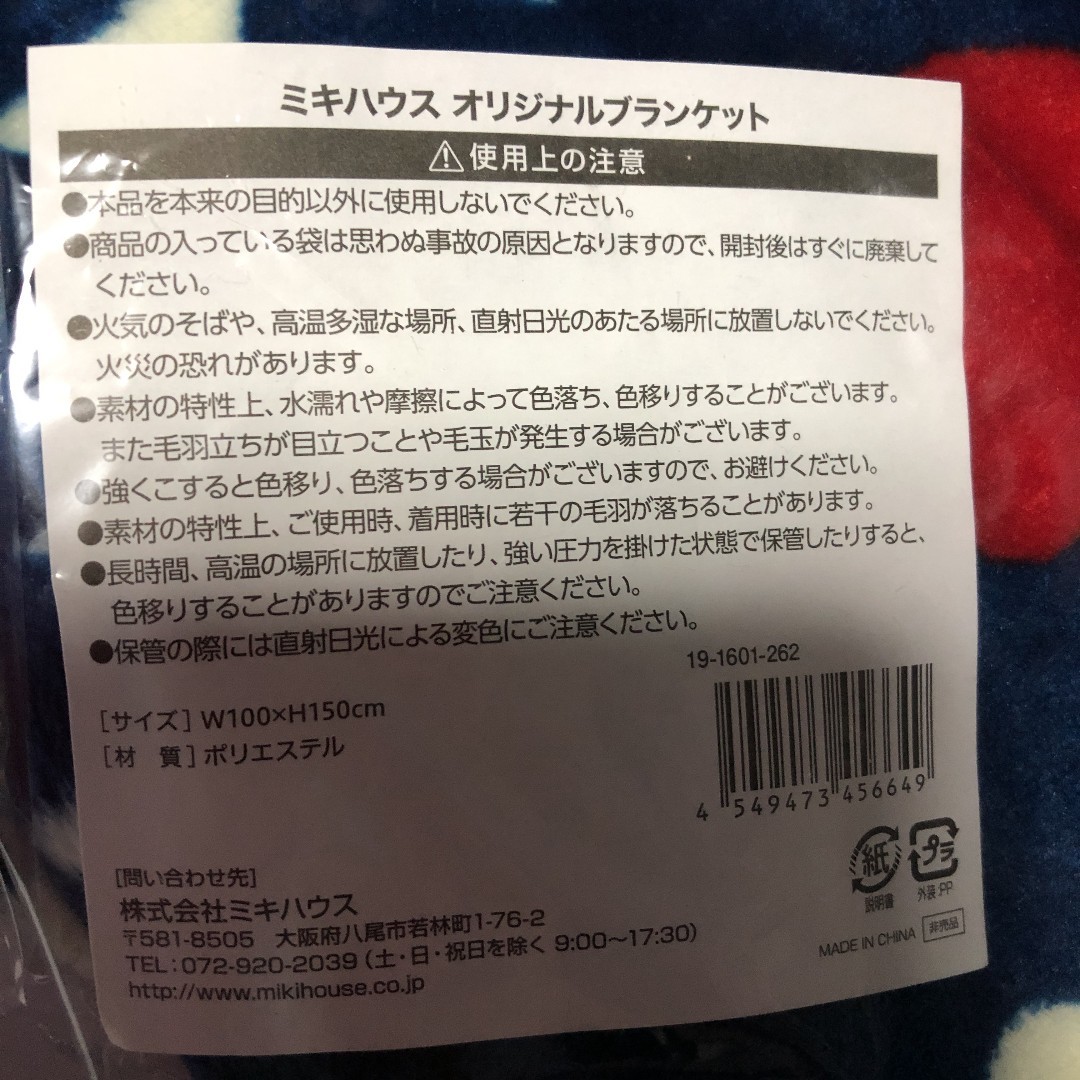 ミキハウス オリジナルブランケット
⚠使用上の注意
●本品を本来の目的以外に使用しないでください。
●商品の入っている袋は思わぬ事故の原因となりますので、開封後はすぐに廃棄して
ください。
●火気のそばや、高温多湿な場所、直射日光のあたる場所に放置しないでください。
火災の恐れがあります。
●素材の特性上、水濡れや摩擦によって色落ち、色移りすることがございます。
また毛羽立ちが目立つことや毛玉が発生する場合がございます。
●強くこすると色移り、色落ちする場合がございますので、お避けください。
●素材の特性上、ご使用時、着用時に若干の毛羽が落ちることがあります。
●長時間、高温の場所に放置したり、強い圧力を掛けた状態で保管したりすると、
色移りすることがありますのでご注意ください。
●保管の際には直射日光による変色にご注意ください。
19-1601-262
[サイズ] W100×H150cm
[材 質] ポリエステル
4 549473 456649
紙
説明書
プラ
外装:PP
[問い合わせ先]
株式会社ミキハウス
〒581-8505 大阪府八尾市若林町1-76-2
TEL:072-920-2039(土・日・祝日を除く 9:00〜17:30)
http://www.mikihouse.co.jp
MADE IN CHINA
非売品